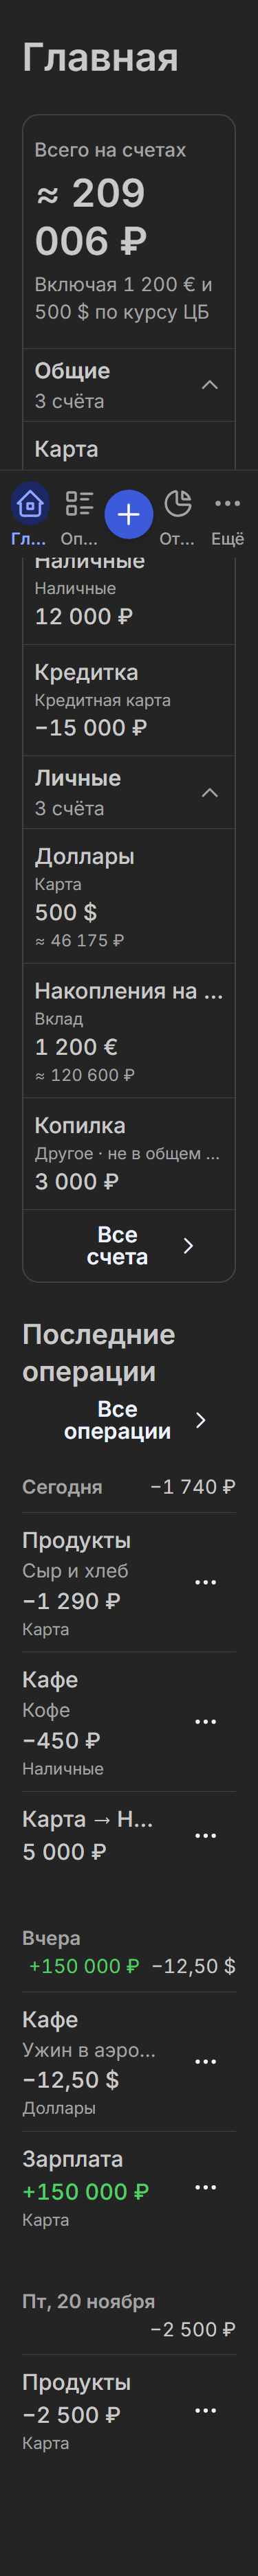 Главная
Всего на счетах
≈ 209
006 ₽
Включая 1 200 € и
500 $ по курсу ЦБ
Общие
3 счёта
Карта
Гл...
Оп...
От...
Ещё
Наличные
Наличные
12 000 ₽
Кредитка
Кредитная карта
−15 000 ₽
Личные
3 счёта
Доллары
Карта
500 $
≈ 46 175 ₽
Накопления на ...
Вклад
1 200 €
≈ 120 600 ₽
Копилка
Другое · не в общем ...
3 000 ₽
Все
счета
Последние
операции
Все
операции
Сегодня −1 740 ₽
Продукты
Сыр и хлеб
−1 290 ₽
Карта
Кафе
Кофе
−450 ₽
Наличные
Карта → Н...
5 000 ₽
Вчера
+150 000 ₽ −12,50 $
Кафе
Ужин в аэро...
−12,50 $
Доллары
Зарплата
+150 000 ₽
Карта
Пт, 20 ноября
−2 500 ₽
Продукты
−2 500 ₽
Карта